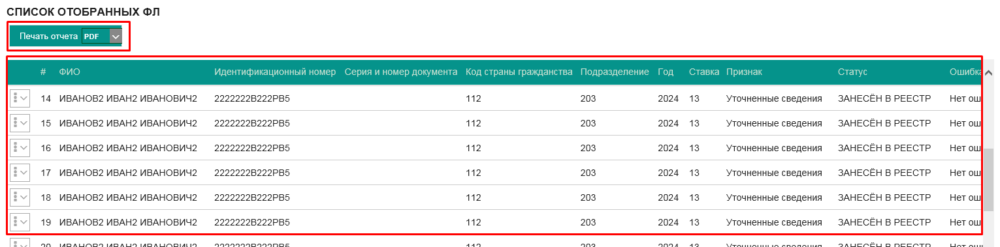 СПИСОК ОТОБРАННЫХ ФЛ
Печать отчета PDF
# ФИО Идентификационный номер Серия и номер документа Код страны гражданства Подразделение Год Ставка Признак Статус Ошибка
14 ИВАНОВ2 ИВАН2 ИВАНОВИЧ2 2222222B222PB5 112 203 2024 13 Уточненные сведения ЗАНЕСЁН В РЕЕСТР Нет ош
15 ИВАНОВ2 ИВАН2 ИВАНОВИЧ2 2222222B222PB5 112 203 2024 13 Уточненные сведения ЗАНЕСЁН В РЕЕСТР Нет ош
16 ИВАНОВ2 ИВАН2 ИВАНОВИЧ2 2222222B222PB5 112 203 2024 13 Уточненные сведения ЗАНЕСЁН В РЕЕСТР Нет ош
17 ИВАНОВ2 ИВАН2 ИВАНОВИЧ2 2222222B222PB5 112 203 2024 13 Уточненные сведения ЗАНЕСЁН В РЕЕСТР Нет ош
18 ИВАНОВ2 ИВАН2 ИВАНОВИЧ2 2222222B222PB5 112 203 2024 13 Уточненные сведения ЗАНЕСЁН В РЕЕСТР Нет ош
19 ИВАНОВ2 ИВАН2 ИВАНОВИЧ2 2222222B222PB5 112 203 2024 13 Уточненные сведения ЗАНЕСЁН В РЕЕСТР Нет ош
20 ИВАНОВ2 ИВАН2 ИВАНОВИЧ2 2222222B222PB5 112 203 2024 13 Уточненные сведения ЗАНЕСЁН В РЕЕСТР Нет ош